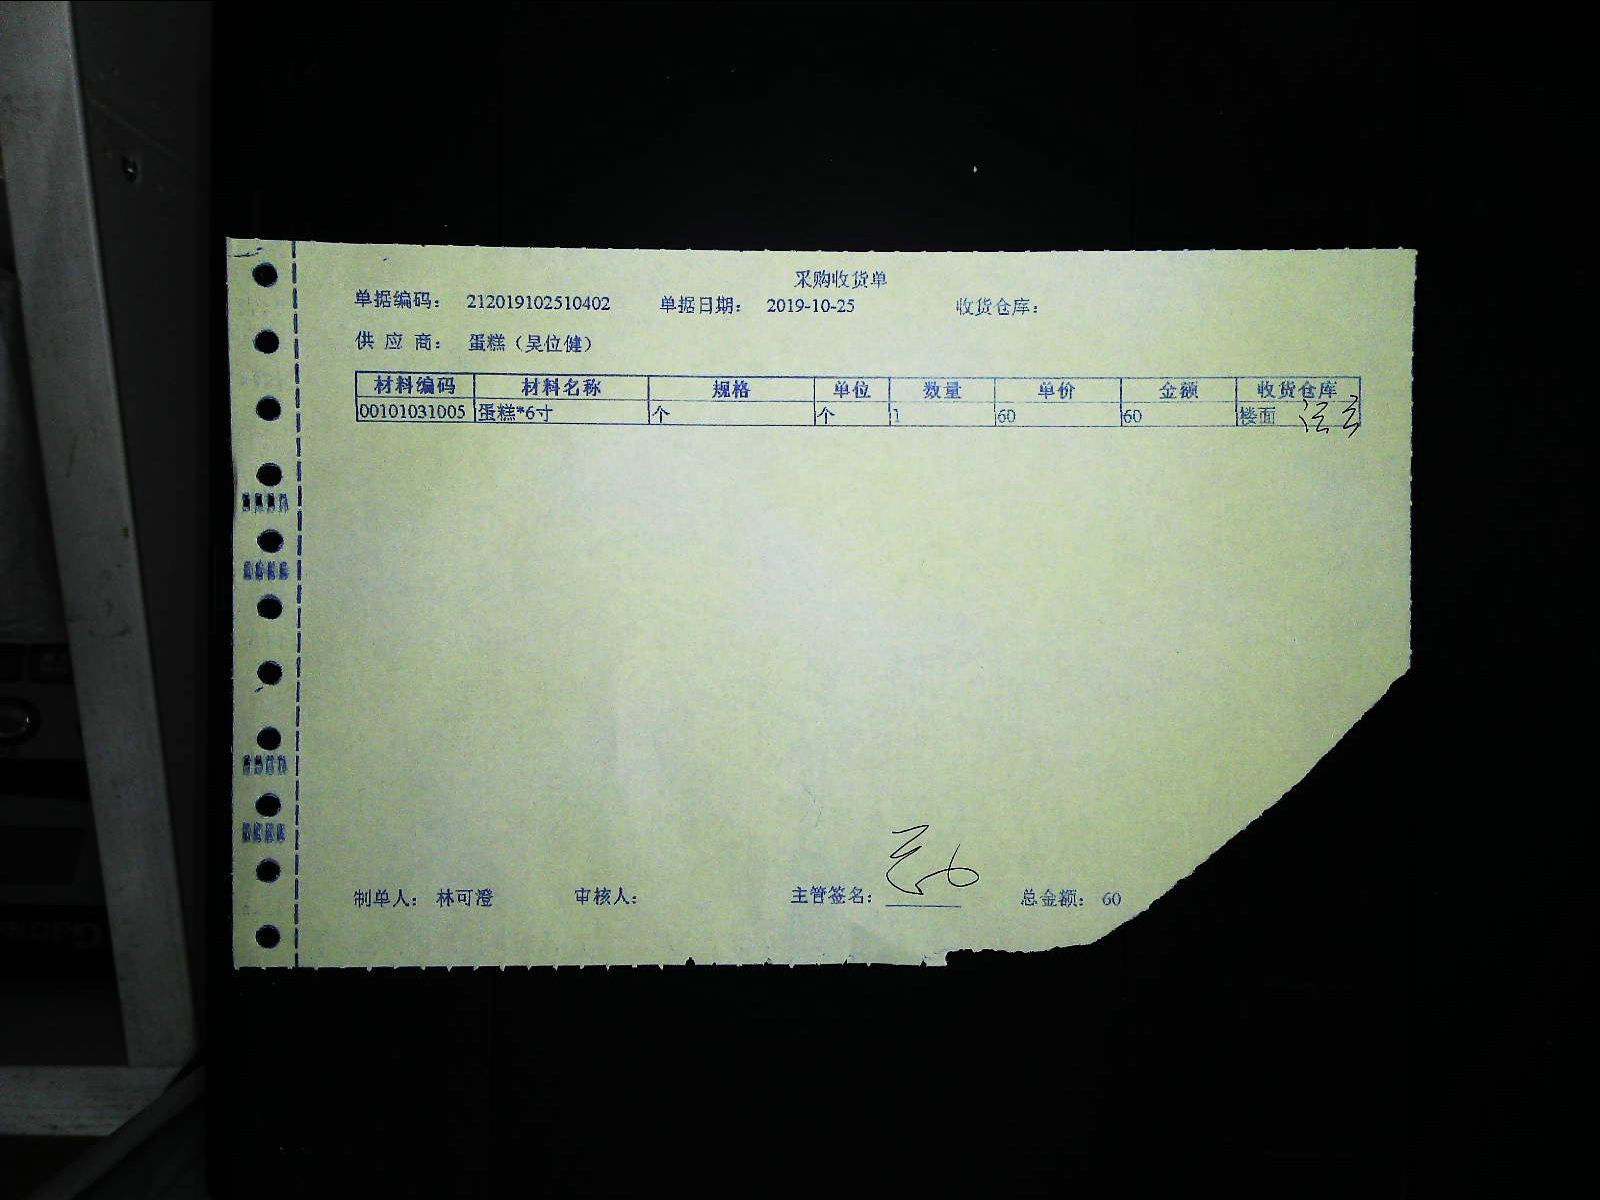 采购收货单
单据编码： 212019102510402 单据日期： 2019-10-25 收货仓库：
供 应 商： 蛋糕（吴位健）
材料编码 材料名称 规格 单位 数量 单价 金额 收货仓库
00101031005 蛋糕*6寸 个 个 1 60 60 楼面
制单人： 林可澄 审核人： 主管签名： 总金额： 60